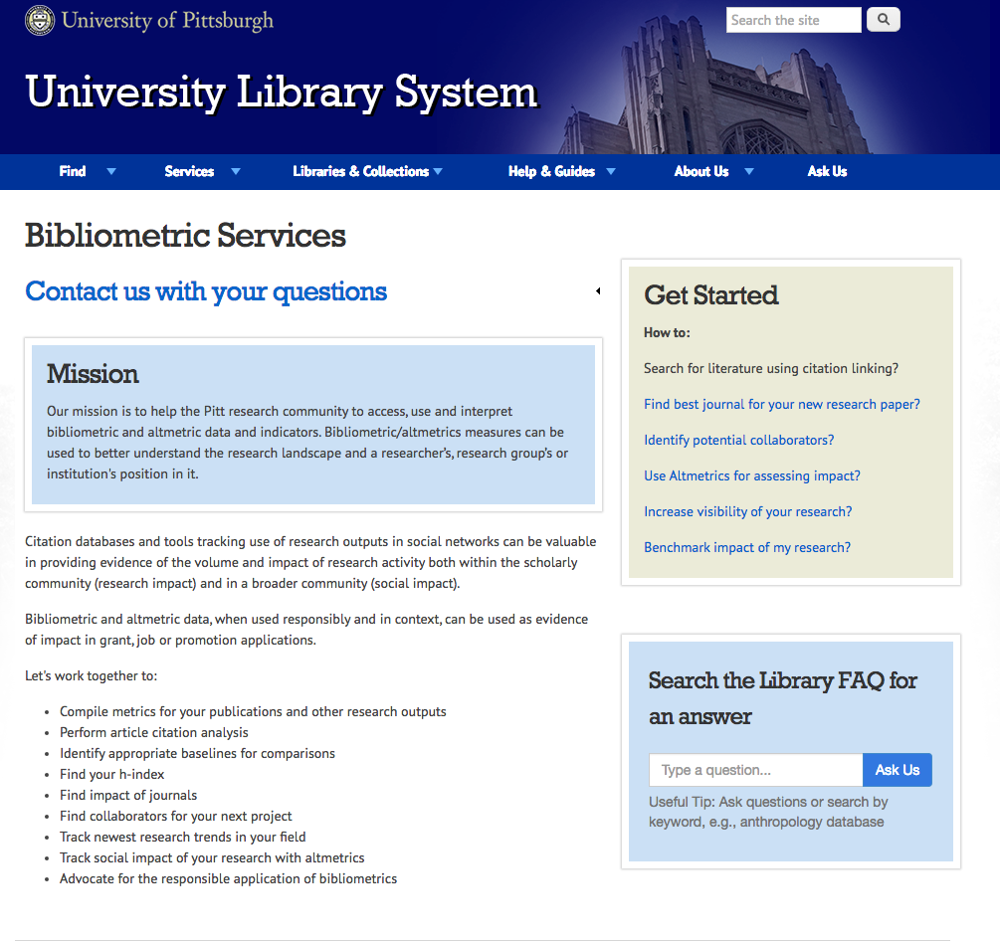 University of Pittsburgh
Search the site
University Library System
Find Services Libraries & Collections Help & Guides About Us Ask Us
Bibliometric Services
Contact us with your questions
Mission
Our mission is to help the Pitt research community to access, use and interpret
bibliometric and altmetric data and indicators. Bibliometric/altmetrics measures can be
used to better understand the research landscape and a researcher's, research group's or
institution's position in it.
Citation databases and tools tracking use of research outputs in social networks can be valuable
in providing evidence of the volume and impact of research activity both within the scholarly
community (research impact) and in a broader community (social impact).
Bibliometric and altmetric data, when used responsibly and in context, can be used as evidence
of impact in grant, job or promotion applications.
Let's work together to:
• Compile metrics for your publications and other research outputs
• Perform article citation analysis
• Identify appropriate baselines for comparisons
• Find your h-index
• Find impact of journals
• Find collaborators for your next project
• Track newest research trends in your field
• Track social impact of your research with altmetrics
• Advocate for the responsible application of bibliometrics
Get Started
How to:
Search for literature using citation linking?
Find best journal for your new research paper?
Identify potential collaborators?
Use Altmetrics for assessing impact?
Increase visibility of your research?
Benchmark impact of my research?
Search the Library FAQ for
an answer
Type a question... Ask Us
Useful Tip: Ask questions or search by
keyword, e.g., anthropology database